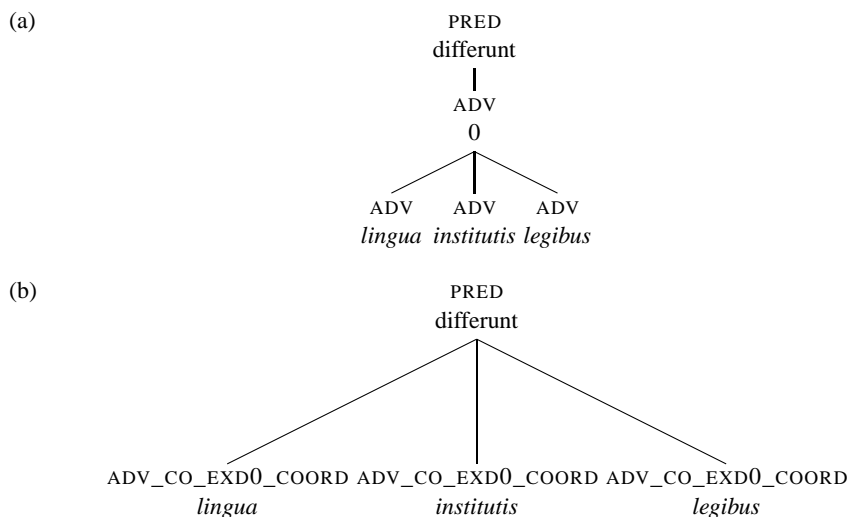 (a)
PRED
differunt
ADV
0
ADV ADV ADV
lingua institutis legibus
(b)
PRED
differunt
ADV_CO_EXD0_COORD ADV_CO_EXD0_COORD ADV_CO_EXD0_COORD
lingua institutis legibus